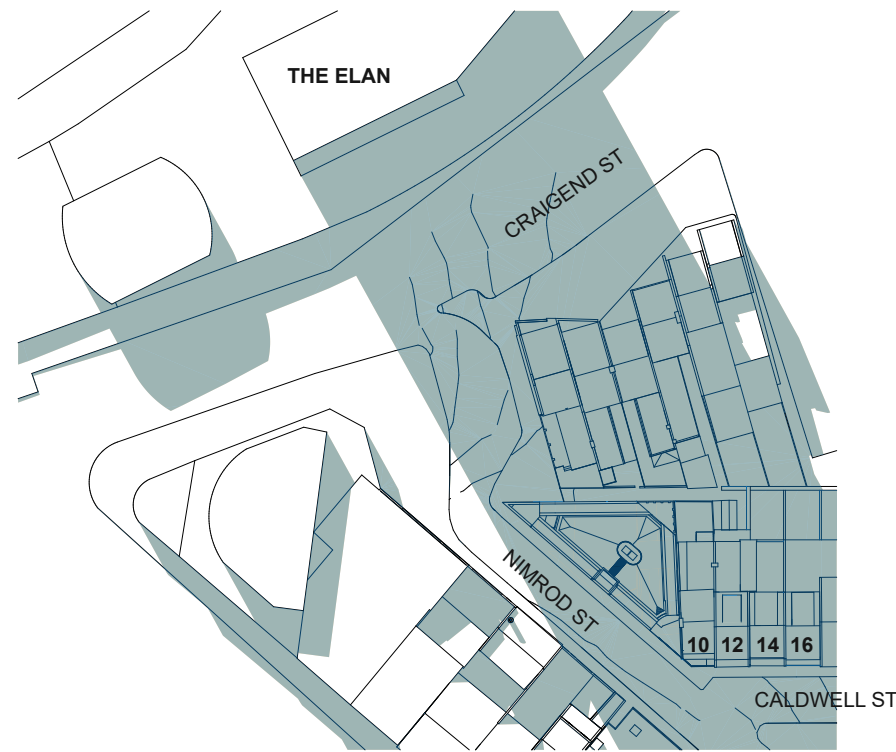 THE ELAN
CRAIGEND ST
NIMROD ST
10 12 14 16
CALDWELL ST